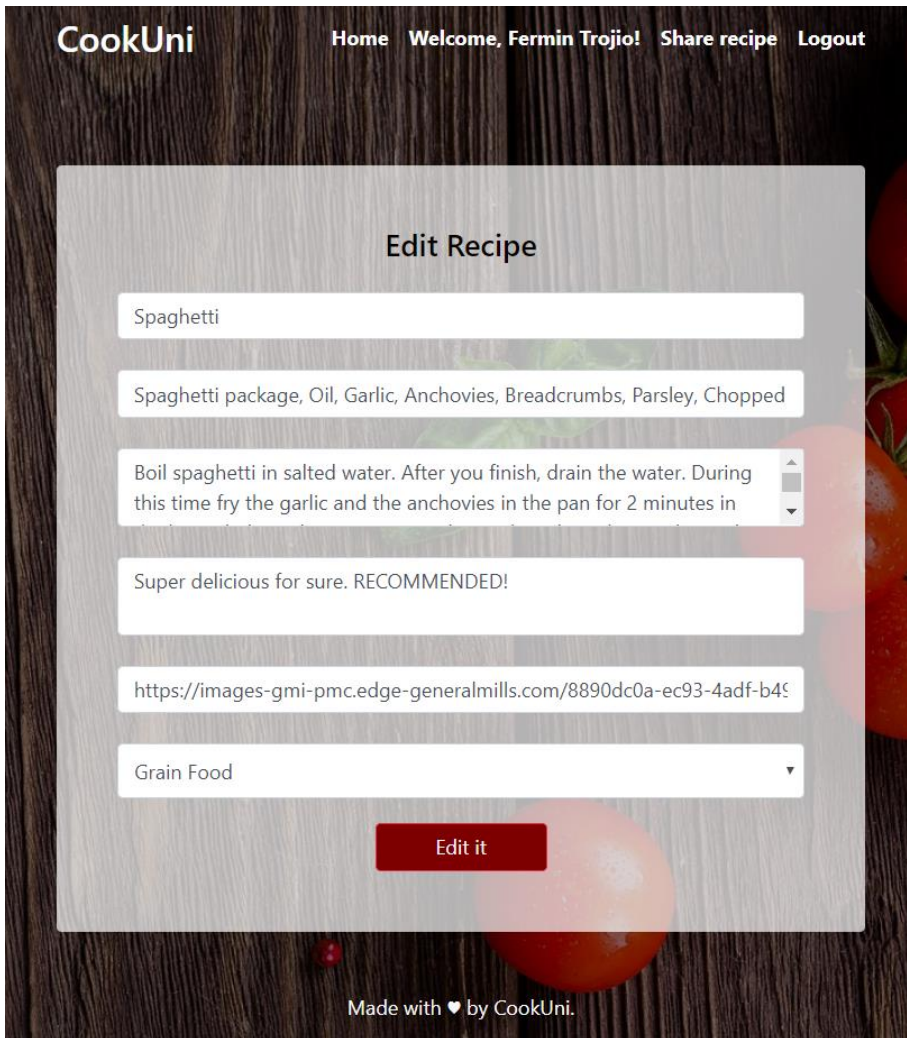 CookUni
Home Welcome, Fermin Trojio! Share recipe Logout
Edit Recipe
Spaghetti
Spaghetti package, Oil, Garlic, Anchovies, Breadcrumbs, Parsley, Chopped
Boil spaghetti in salted water. After you finish, drain the water. During
this time fry the garlic and the anchovies in the pan for 2 minutes in
Super delicious for sure. RECOMMENDED!
https://images-gmi-pmc.edge-generalmills.com/8890dc0a-ec93-4adf-b49
Grain Food
Edit it
Made with ♥ by CookUni.